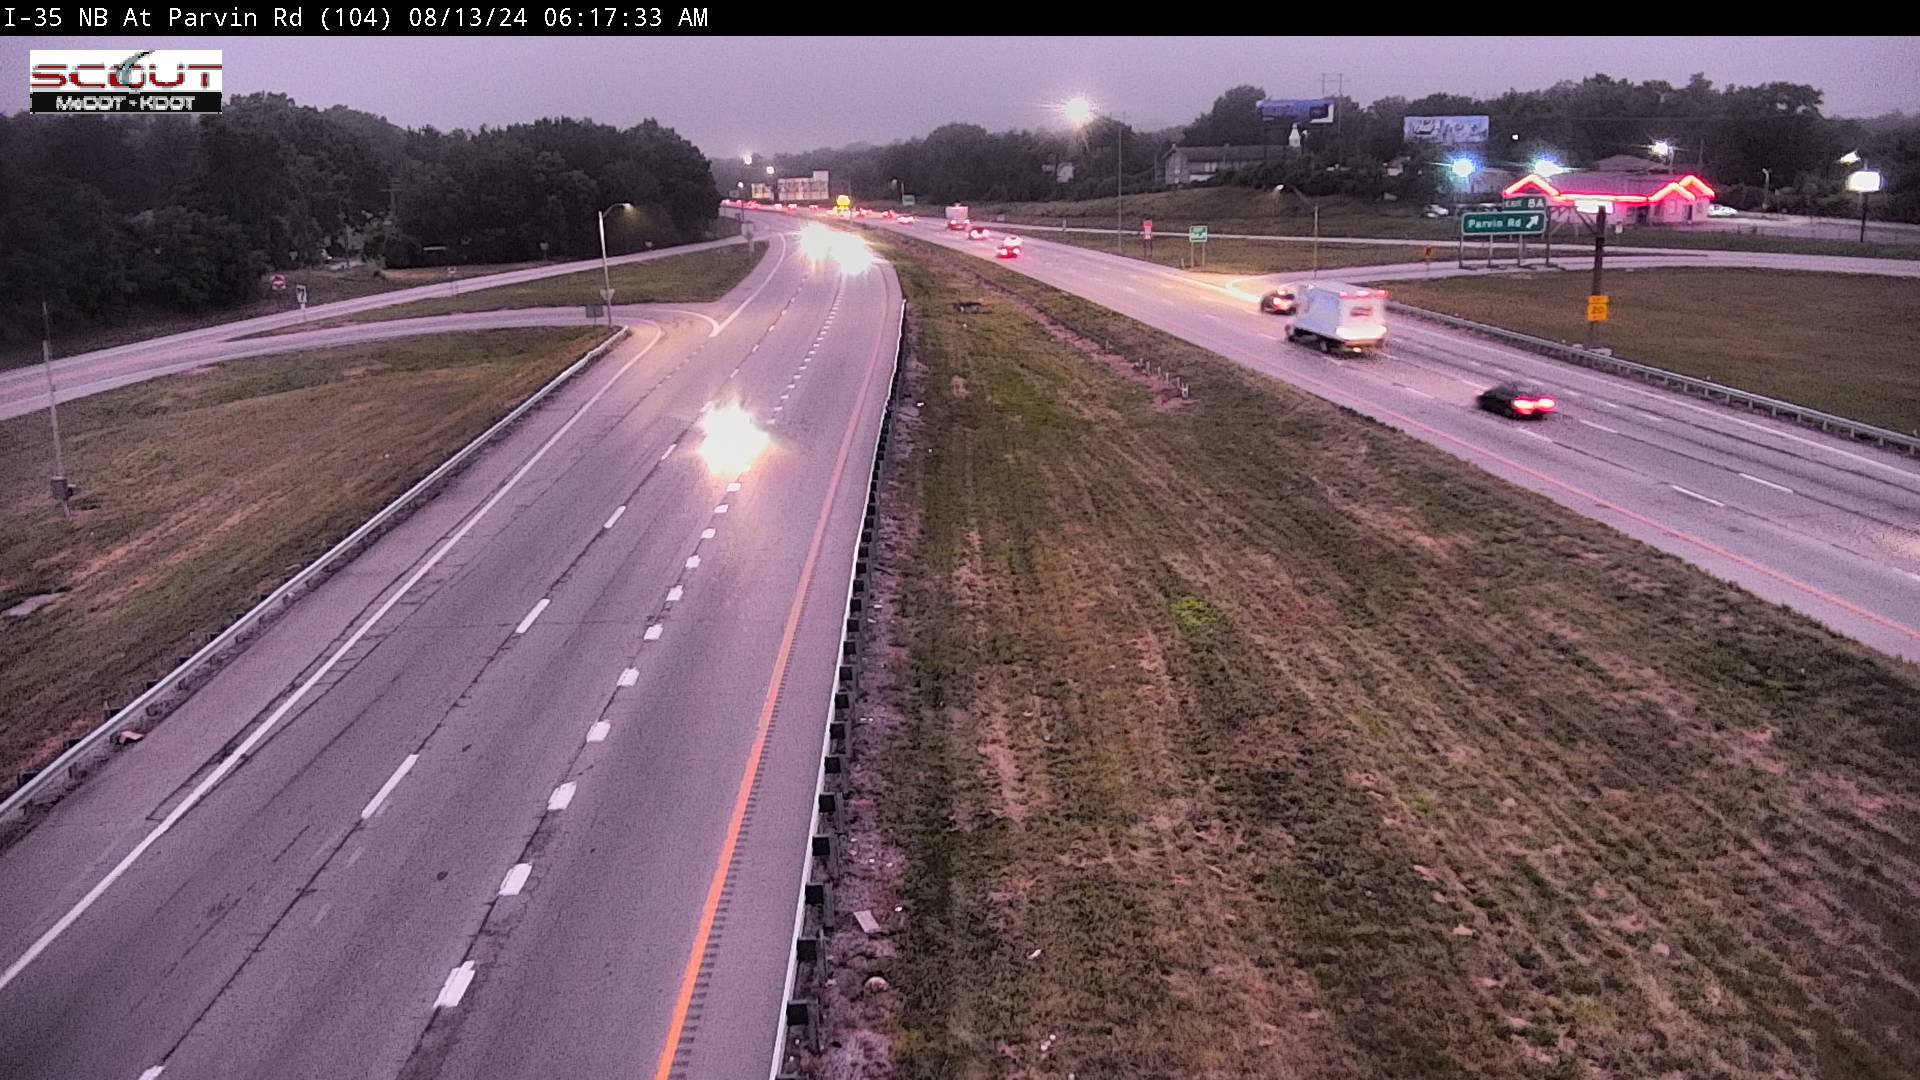 I-35 NB At Parvin Rd (104) 08/13/24 06:17:33 AM
SCOUT
MoDOT - KDOT
EXIT 8A
Parvin Rd